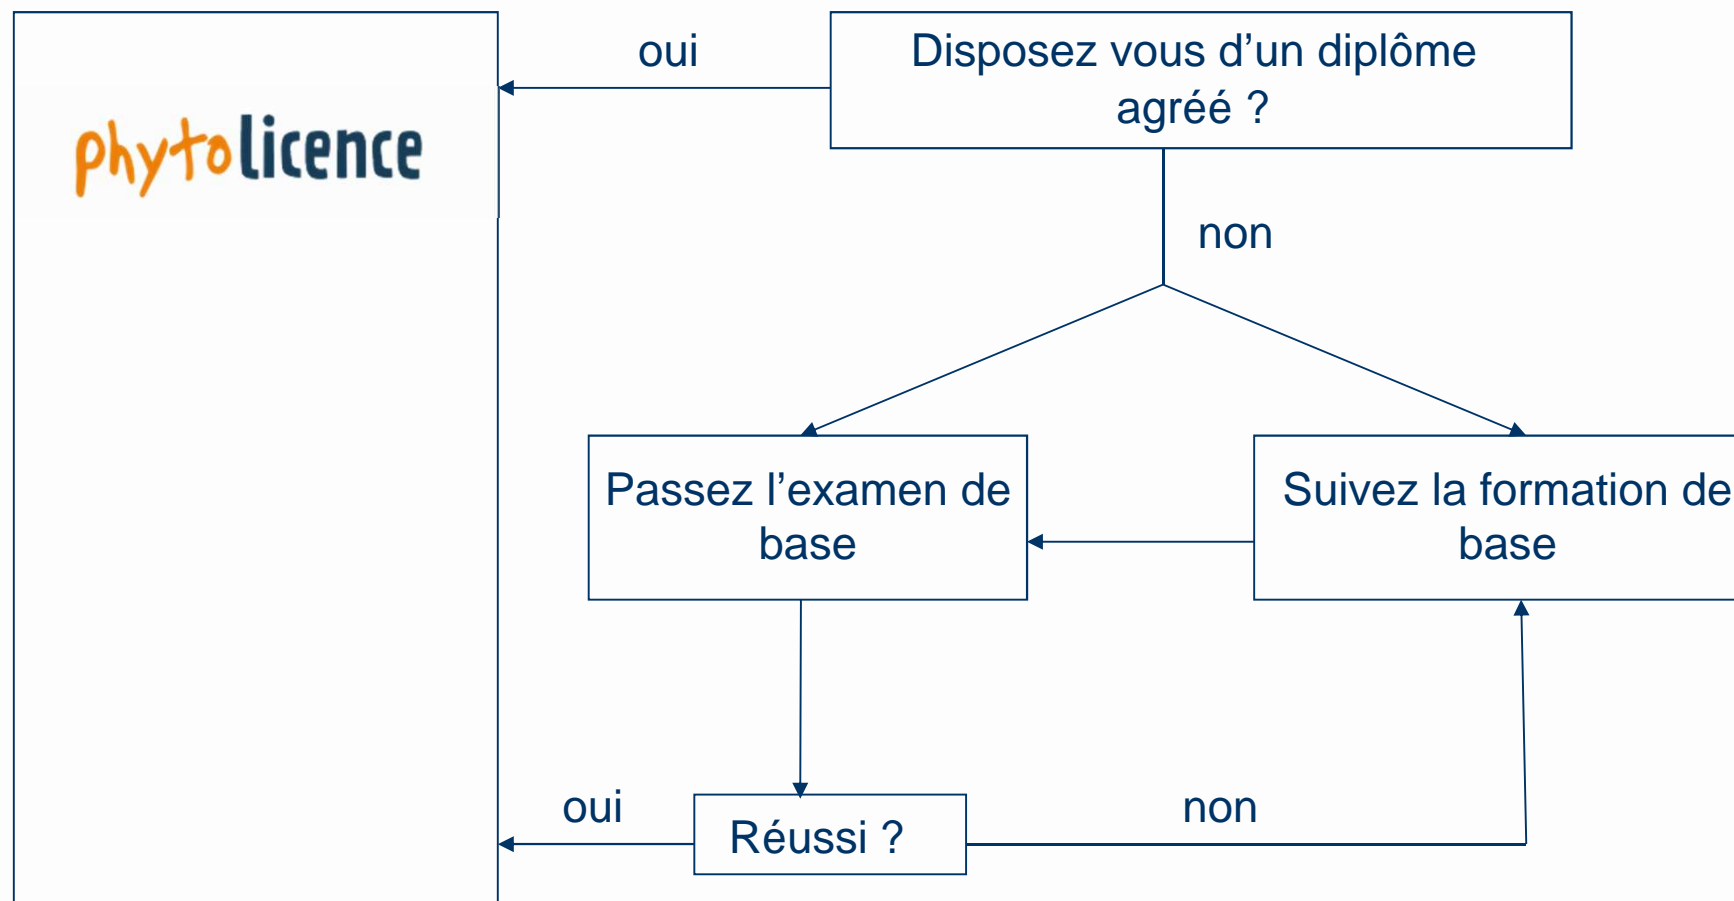 oui
Disposez vous d’un diplôme
agréé ?
phytolicence
non
Passez l’examen de
base
Suivez la formation de
base
oui
Réussi ?
non